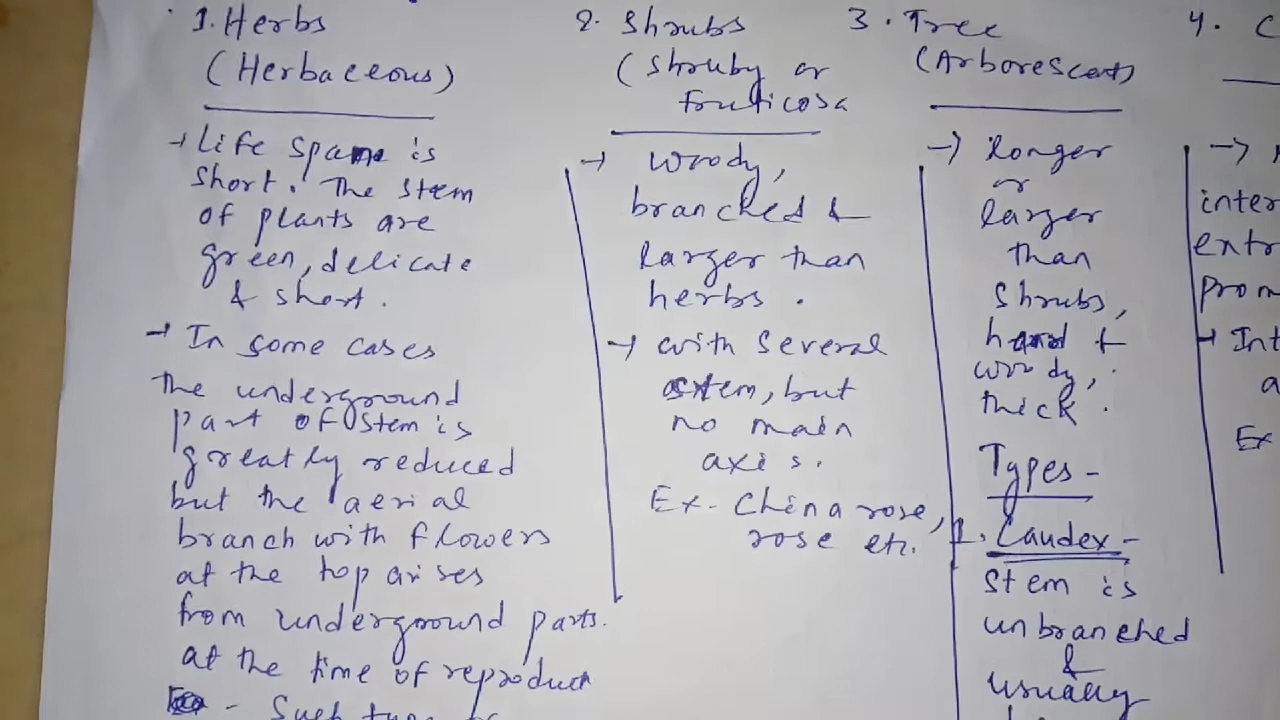 1. Herbs
(Herbaceous)
→ Life span is
short. The stem
of plants are
green, delicate
& short.
→ In some cases
the underground
part of stem is
greatly reduced
but the aerial
branch with flowers
at the top arises
from underground parts.
at the time of reproduct
2. Shrubs
(Shruby or
fruticosa
→ woody,
branched &
larger than
herbs.
→ with several
stem, but
no main
axis.
Ex- China rose,
rose etc.
3. Tree
(Arborescent)
→ longer
or
larger
than
shrubs,
hard &
woody,
thick.
Types -
1. Caudex -
stem is
unbranched
&
usually
4. C
→
inter
entr
prom
→ Int
a
Ex